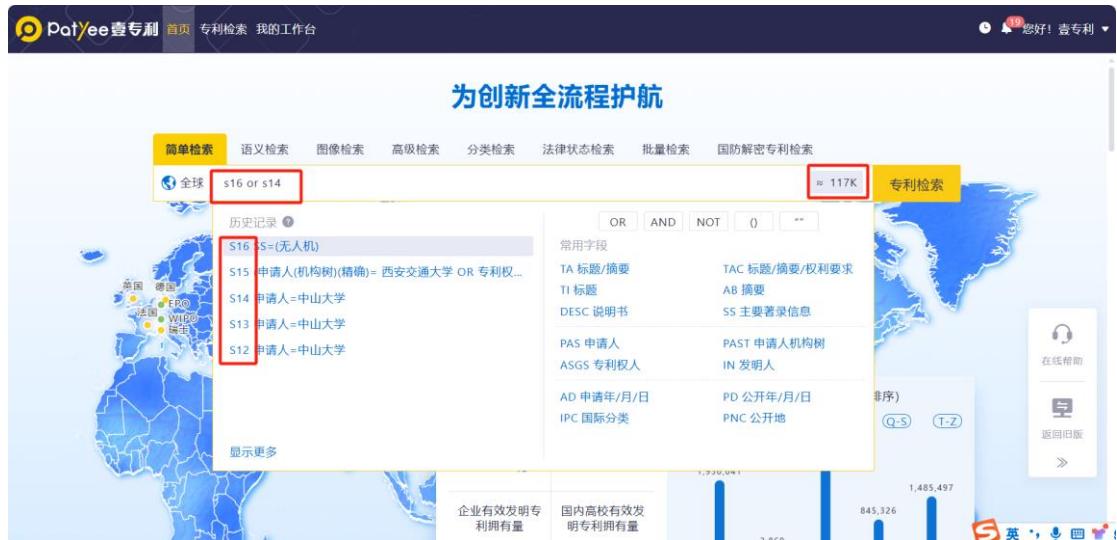 PatYee壹专利 首页 专利检索 我的工作台 19 您好！壹专利
为创新全流程护航
简单检索 语义检索 图像检索 高级检索 分类检索 法律状态检索 批量检索 国防解密专利检索
全球 s16 or s14 ≈ 117K 专利检索
历史记录
S16 SS=(无人机)
S15 (申请人(机构树)(精确)= 西安交通大学 OR 专利权...
S14 申请人=中山大学
S13 申请人=中山大学
S12 申请人=中山大学
显示更多
OR AND NOT () ""
常用字段
TA 标题/摘要 TAC 标题/摘要/权利要求
TI 标题 AB 摘要
DESC 说明书 SS 主要著录信息
PAS 申请人 PAST 申请人机构树
ASGS 专利权人 IN 发明人
AD 申请年/月/日 PD 公开年/月/日
IPC 国际分类 PNC 公开地
英国 德国
EPO
法国 WIPO
瑞士
排序)
Q-S T-Z
在线帮助
返回旧版
1,485,497
845,326
企业有效发明专
利拥有量
国内高校有效发
明专利拥有量
英